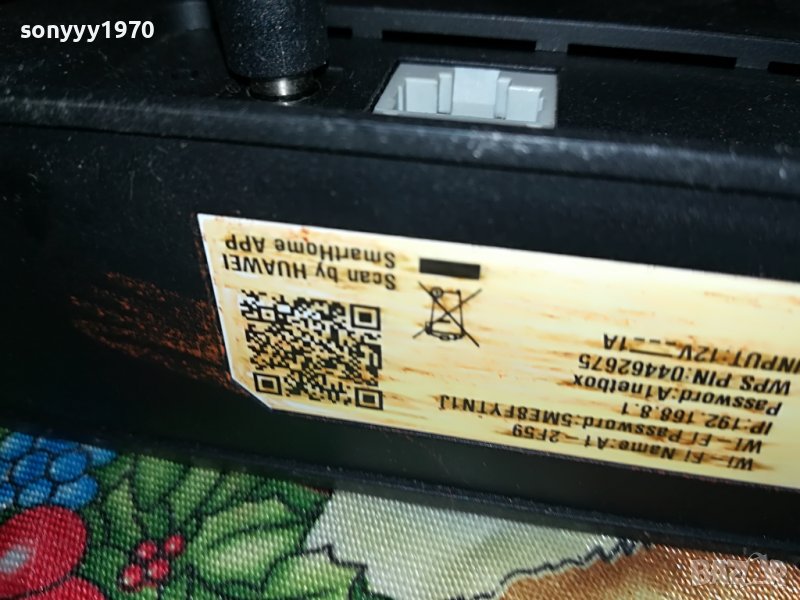 sonyyy1970
Wi-Fi Name:A1-2F59
Wi-Fi Password:5ME8FYTN1J
IP:192.168.8.1
Password:A1netbox
WPS PIN:04462675
INPUT:12V 1A
Scan by HUAWEI
SmartHome APP